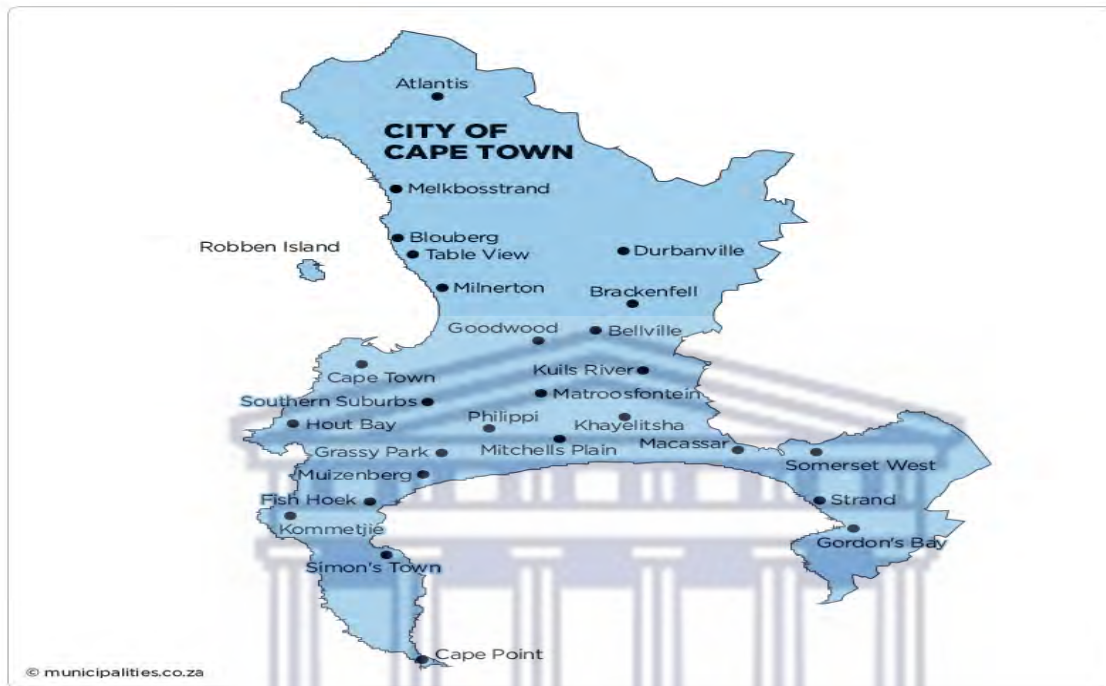 Atlantis
CITY OF
CAPE TOWN
Melkbosstrand
Blouberg
Robben Island
Durbanville
Table View
Milnerton
Brackenfell
Goodwood
Bellville
Kuils River
Cape Town
Matroosfontein
Southern Suburbs
Philippi
Hout Bay
Khayelitsha
Macassar
Mitchells Plain
Grassy Park
Somerset West
Muizenberg
Fish Hoek
Strand
Kommetjie
Gordon's Bay
Simon's Town
Cape Point
© municipalities.co.za